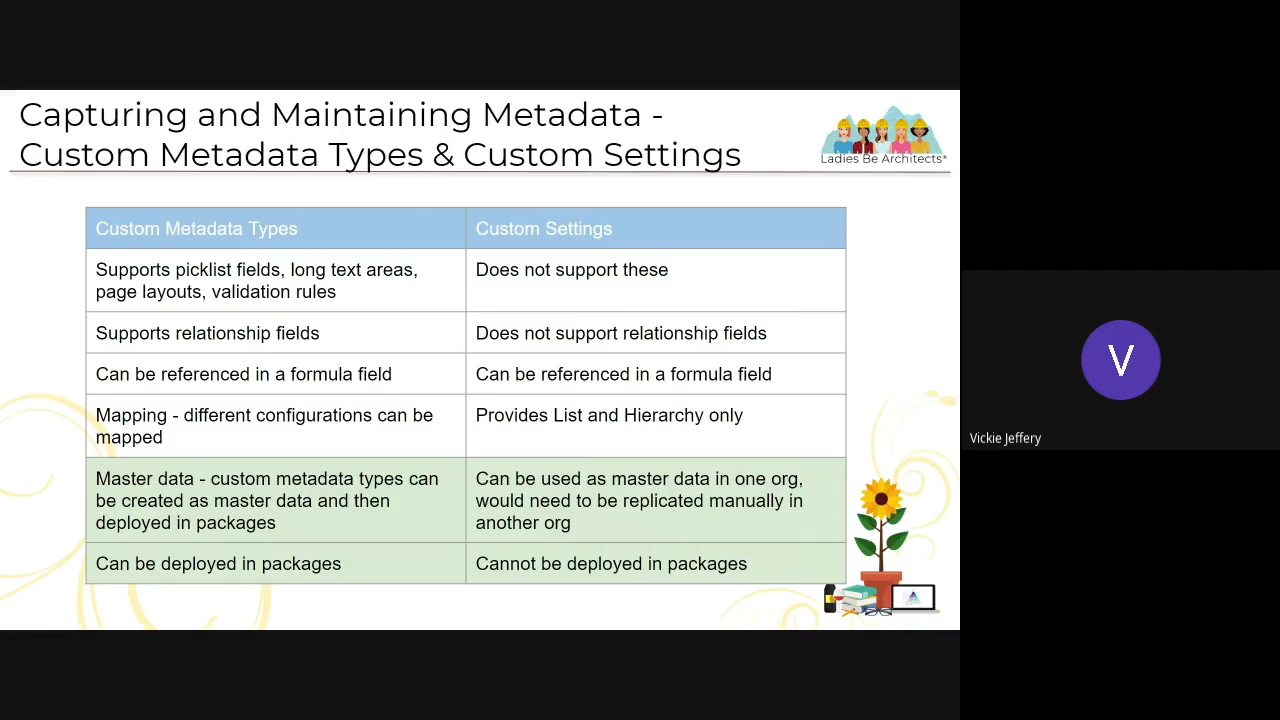 Capturing and Maintaining Metadata -
Custom Metadata Types & Custom Settings
Ladies Be Architects*
Custom Metadata Types
Custom Settings
Supports picklist fields, long text areas,
page layouts, validation rules
Does not support these
Supports relationship fields
Does not support relationship fields
Can be referenced in a formula field
Can be referenced in a formula field
Mapping - different configurations can be
mapped
Provides List and Hierarchy only
Master data - custom metadata types can
be created as master data and then
deployed in packages
Can be used as master data in one org,
would need to be replicated manually in
another org
Can be deployed in packages
Cannot be deployed in packages
V
Vickie Jeffery